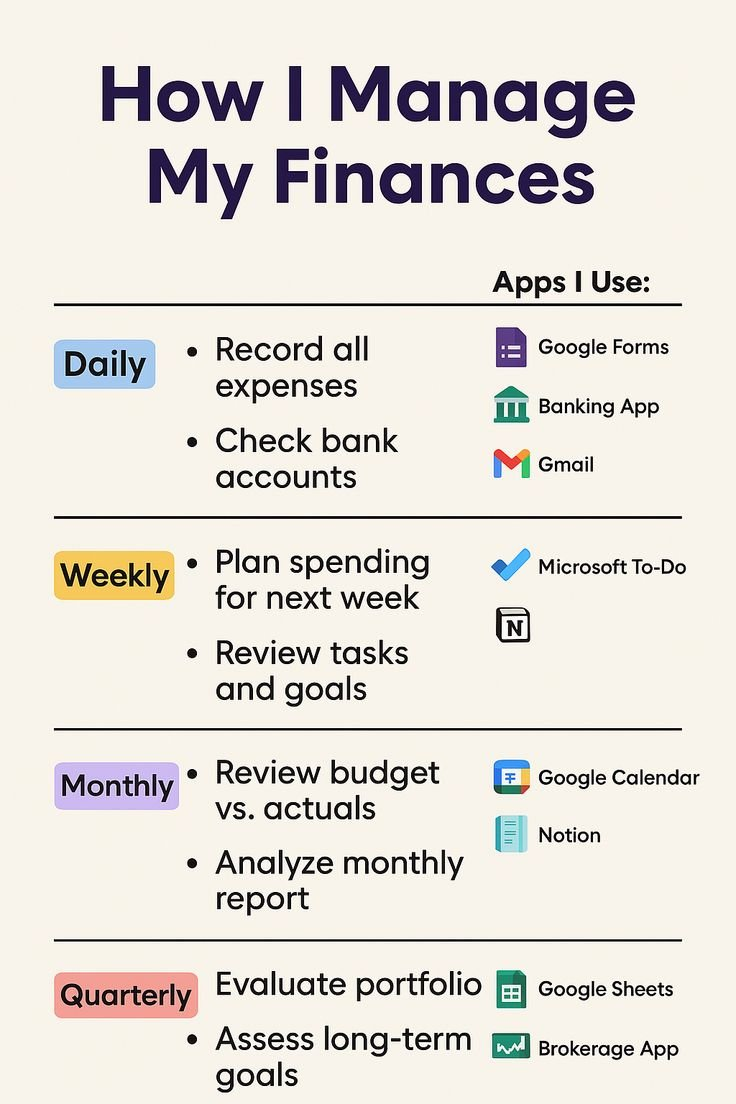 How I Manage
My Finances
Apps I Use:
Daily
• Record all
expenses
• Check bank
accounts
Google Forms
Banking App
Gmail
Weekly
• Plan spending
for next week
• Review tasks
and goals
Microsoft To-Do
N
Monthly
• Review budget
vs. actuals
• Analyze monthly
report
Google Calendar
Notion
Quarterly
Evaluate portfolio
• Assess long-term
goals
Google Sheets
Brokerage App